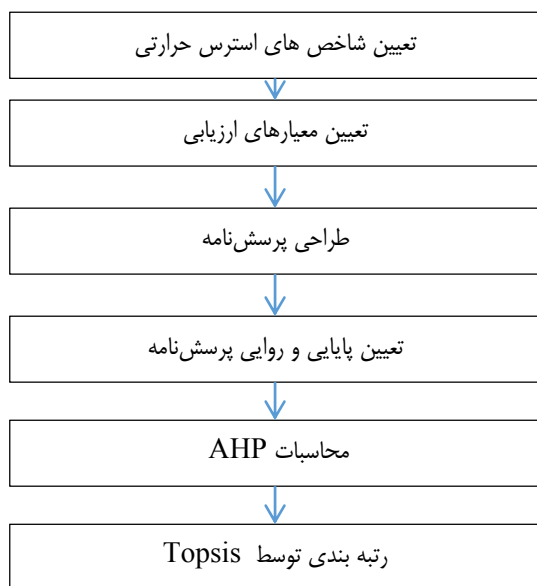 تعیین شاخص های استرس حرارتی
تعیین معیارهای ارزیابی
طراحی پرسش‌نامه
تعیین پایایی و روایی پرسش‌نامه
محاسبات AHP
رتبه بندی توسط Topsis